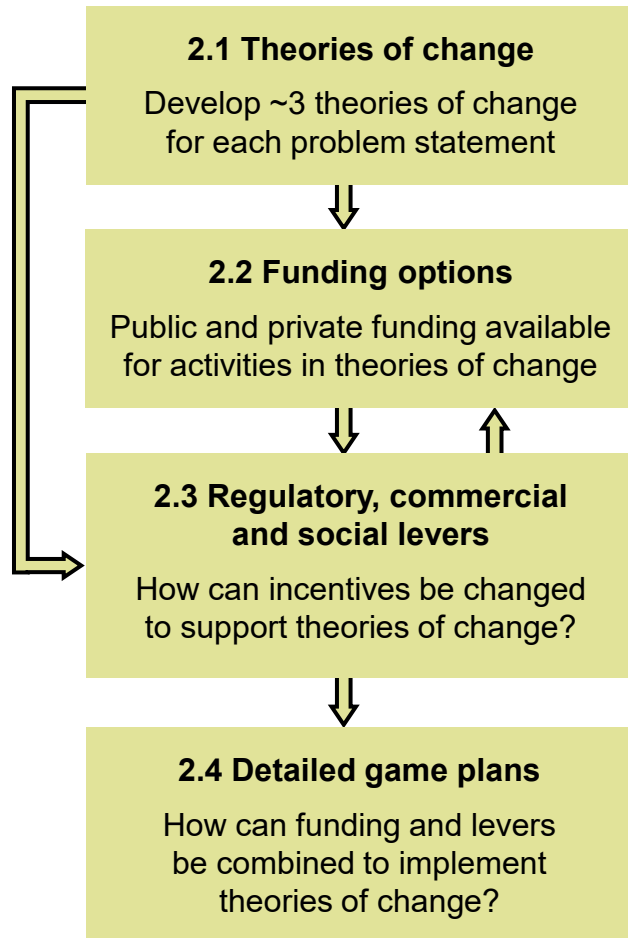 2.1 Theories of change
Develop ~3 theories of change
for each problem statement
2.2 Funding options
Public and private funding available
for activities in theories of change
2.3 Regulatory, commercial
and social levers
How can incentives be changed
to support theories of change?
2.4 Detailed game plans
How can funding and levers
be combined to implement
theories of change?